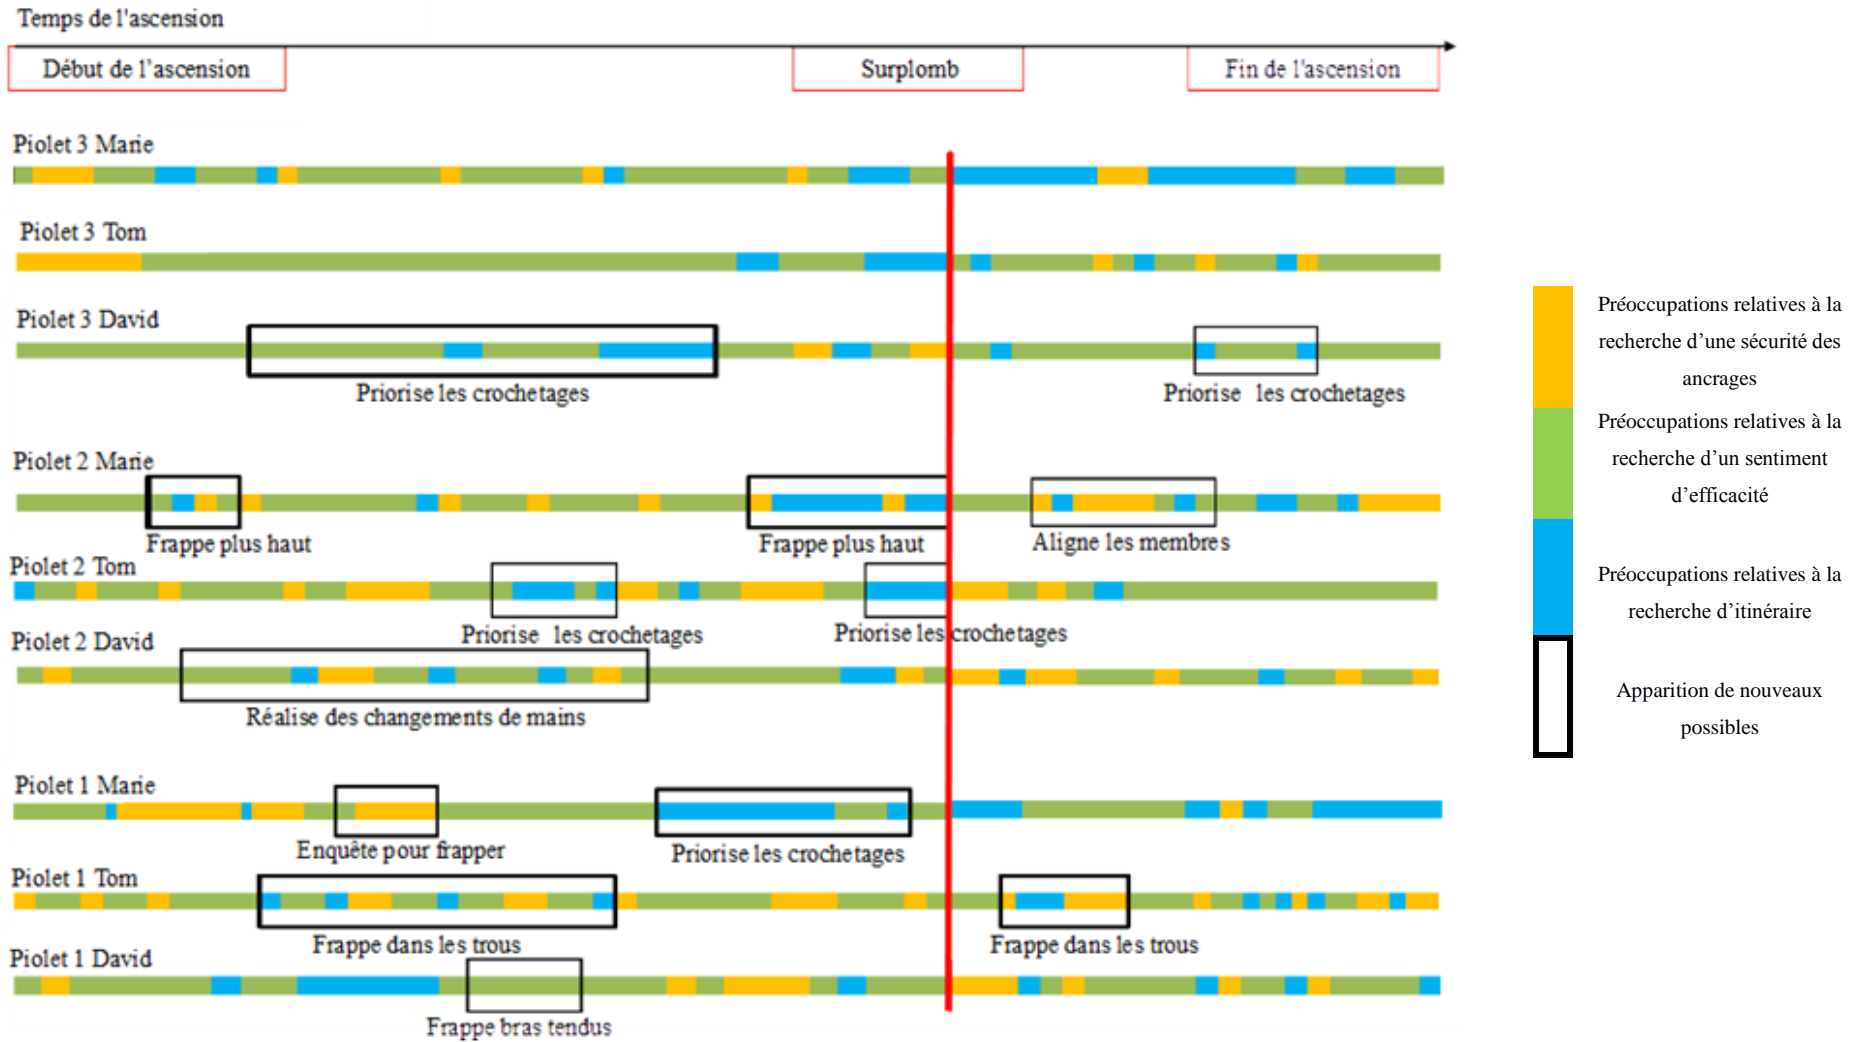 Temps de l'ascension
Début de l'ascension
Surplomb
Fin de l'ascension
Piolet 3 Marie
Piolet 3 Tom
Piolet 3 David
Priorise les crochetages
Priorise les crochetages
Piolet 2 Marie
Frappe plus haut
Frappe plus haut
Aligne les membres
Piolet 2 Tom
Priorise les crochetages
Priorise les crochetages
Piolet 2 David
Réalise des changements de mains
Piolet 1 Marie
Enquête pour frapper
Priorise les crochetages
Piolet 1 Tom
Frappe dans les trous
Frappe dans les trous
Piolet 1 David
Frappe bras tendus
Préoccupations relatives à la
recherche d’une sécurité des
ancrages
Préoccupations relatives à la
recherche d’un sentiment
d’efficacité
Préoccupations relatives à la
recherche d’itinéraire
Apparition de nouveaux
possibles